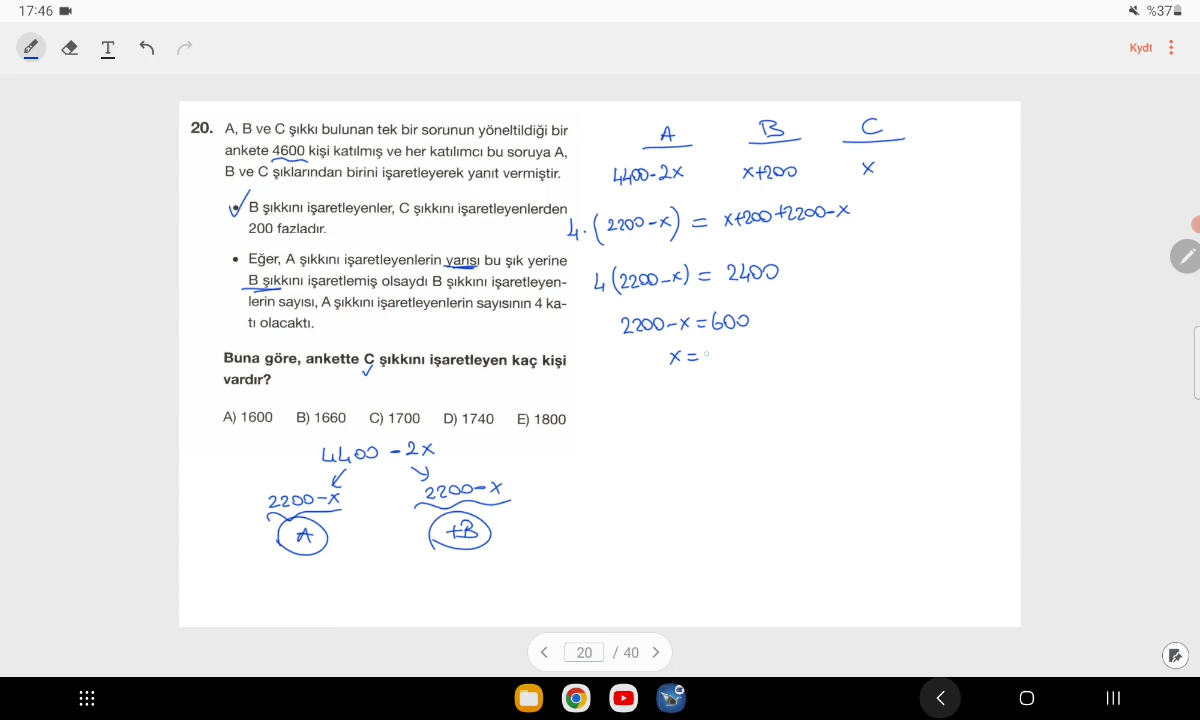 17:46
%37
T
Kydt
20. A, B ve C şıkkı bulunan tek bir sorunun yöneltildiği bir
ankete 4600 kişi katılmış ve her katılımcı bu soruya A,
B ve C şıklarından birini işaretleyerek yanıt vermiştir.
• B şıkkını işaretleyenler, C şıkkını işaretleyenlerden
200 fazladır.
• Eğer, A şıkkını işaretleyenlerin yarısı bu şık yerine
B şıkkını işaretlemiş olsaydı B şıkkını işaretleyen-
lerin sayısı, A şıkkını işaretleyenlerin sayısının 4 ka-
tı olacaktı.
Buna göre, ankette C şıkkını işaretleyen kaç kişi
vardır?
A) 1600 B) 1660 C) 1700 D) 1740 E) 1800
4400 - 2x
2200-x 2200-x
A +B
A B C
4400-2x x+200 x
4.(2200-x) = x+200+2200-x
4(2200-x) = 2400
2200-x=600
x=
20 / 40